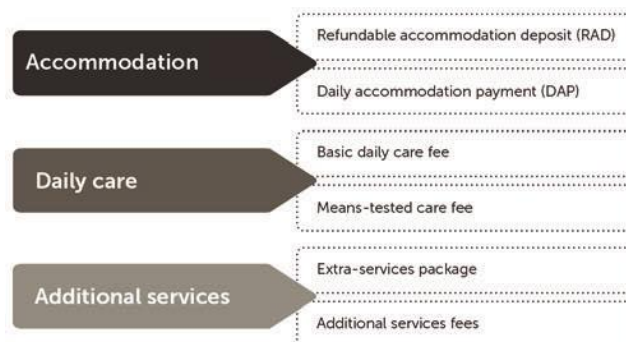 Accommodation
Refundable accommodation deposit (RAD)
Daily accommodation payment (DAP)
Daily care
Basic daily care fee
Means-tested care fee
Additional services
Extra-services package
Additional services fees